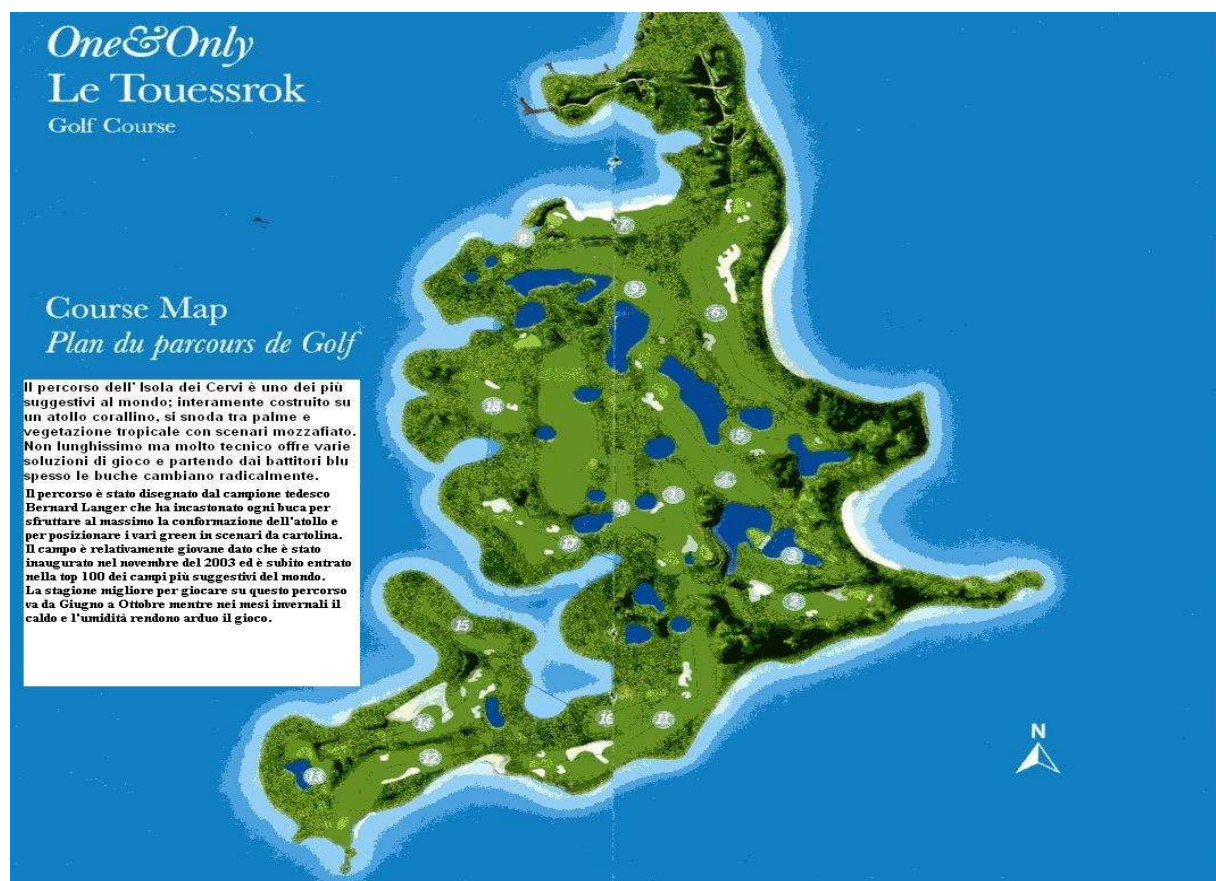 One&Only
Le Touessrok
Golf Course
Course Map
Plan du parcours de Golf
Il percorso dell'Isola dei Cervi è uno dei più
suggestivi al mondo; interamente costruito su
un atollo corallino, si snoda tra palme e
vegetazione tropicale con scenari mozzafiato.
Non lunghissimo ma molto tecnico offre varie
soluzioni di gioco e partendo dai battitori blu
spesso le buche cambiano radicalmente.
Il percorso è stato disegnato dal campione tedesco
Bernard Langer che ha incastonato ogni buca per
sfruttare al massimo la conformazione dell'atollo e
per posizionare i vari green in scenari da cartolina.
Il campo è relativamente giovane dato che è stato
inaugurato nel novembre del 2003 ed è subito entrato
nella top 100 dei campi più suggestivi del mondo.
La stagione migliore per giocare su questo percorso
va da Giugno a Ottobre mentre nei mesi invernali il
caldo e l'umidità rendono arduo il gioco.
7
8
9
6
18
5
4
1
17
3
2
15
16
11
14
12
13
N